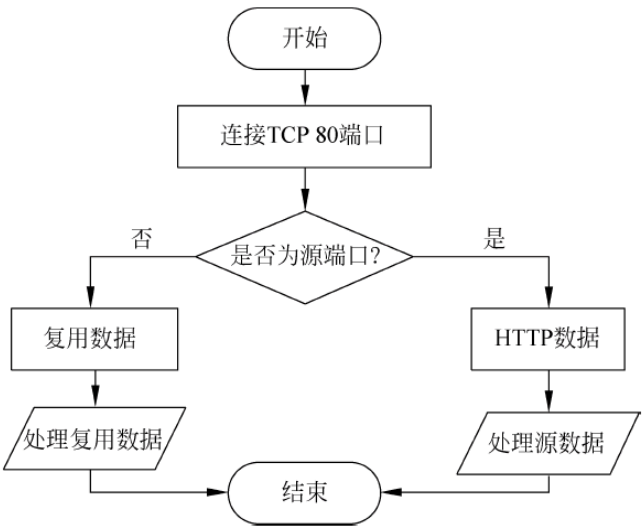 开始
连接TCP 80端口
是否为源端口?
否
是
复用数据
HTTP数据
处理复用数据
处理源数据
结束